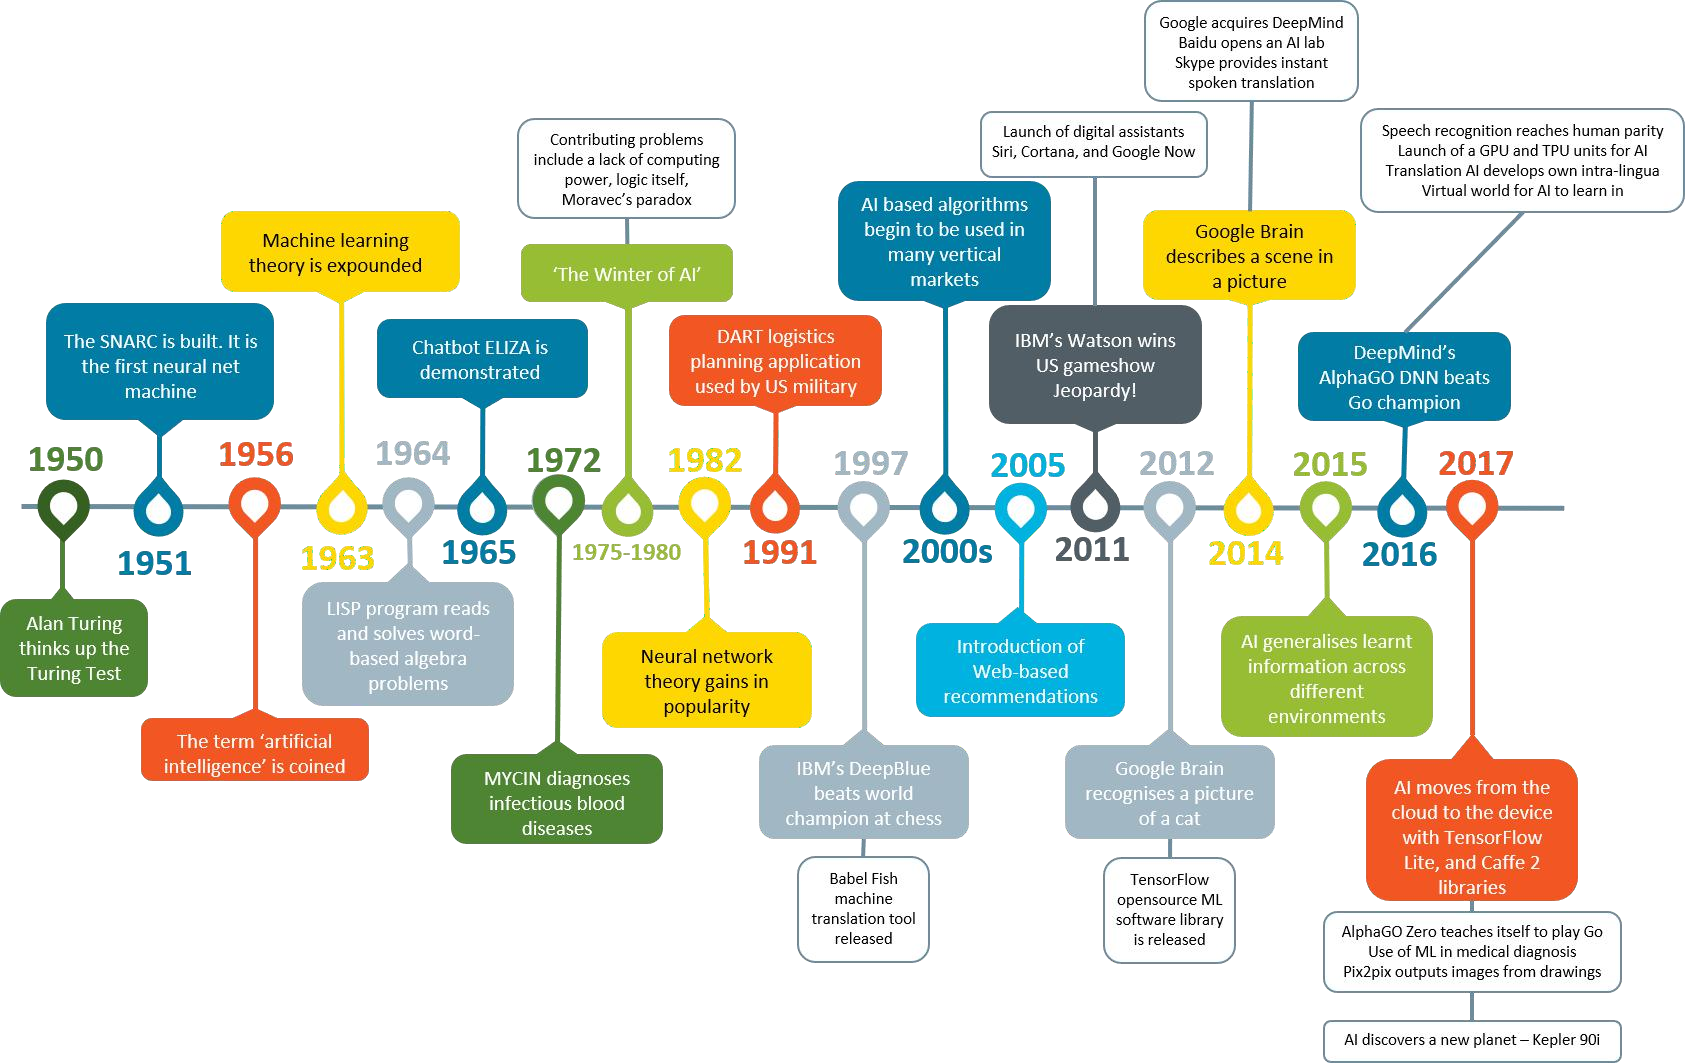 Google acquires DeepMind
Baidu opens an AI lab
Skype provides instant
spoken translation
Contributing problems
include a lack of computing
power, logic itself,
Moravec's paradox
Launch of digital assistants
Siri, Cortana, and Google Now
Speech recognition reaches human parity
Launch of a GPU and TPU units for AI
Translation AI develops own intra-lingua
Virtual world for AI to learn in
Machine learning
theory is expounded
'The Winter of AI'
AI based algorithms
begin to be used in
many vertical
markets
Google Brain
describes a scene in
a picture
The SNARC is built. It is
the first neural net
machine
Chatbot ELIZA is
demonstrated
DART logistics
planning application
used by US military
IBM's Watson wins
US gameshow
Jeopardy!
DeepMind's
AlphaGO DNN beats
Go champion
1950
1956
1964
1972
1982
1997
2005
2012
2015
2017
1951
1963
1965
1975-1980
1991
2000s
2011
2014
2016
Alan Turing
thinks up the
Turing Test
The term 'artificial
intelligence' is coined
LISP program reads
and solves word-
based algebra
problems
MYCIN diagnoses
infectious blood
diseases
Neural network
theory gains in
popularity
IBM's DeepBlue
beats world
champion at chess
Babel Fish
machine
translation tool
released
Introduction of
Web-based
recommendations
Google Brain
recognises a picture
of a cat
TensorFlow
opensource ML
software library
is released
AI generalises learnt
information across
different
environments
AI moves from the
cloud to the device
with TensorFlow
Lite, and Caffe 2
libraries
AlphaGO Zero teaches itself to play Go
Use of ML in medical diagnosis
Pix2pix outputs images from drawings
AI discovers a new planet – Kepler 90i